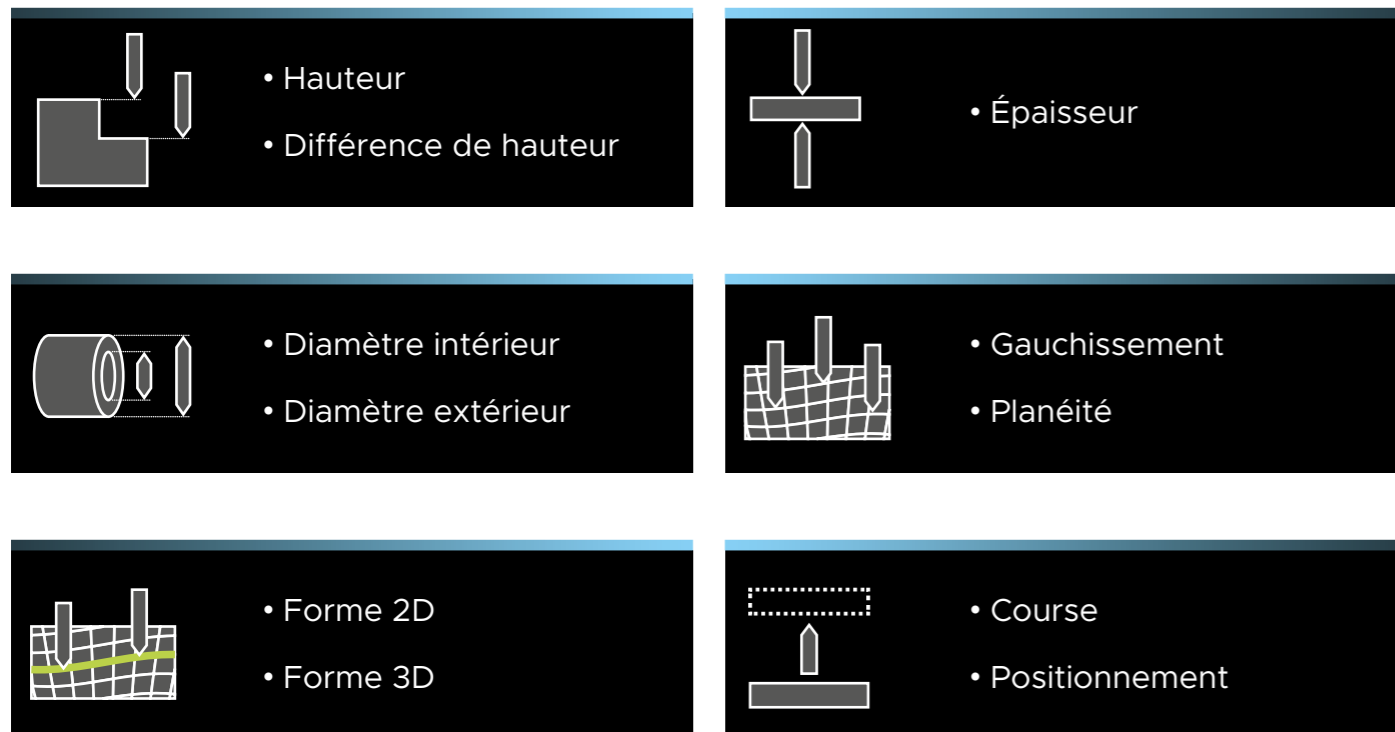 • Hauteur
• Différence de hauteur
• Épaisseur
• Diamètre intérieur
• Diamètre extérieur
• Gauchissement
• Planéité
• Forme 2D
• Forme 3D
• Course
• Positionnement